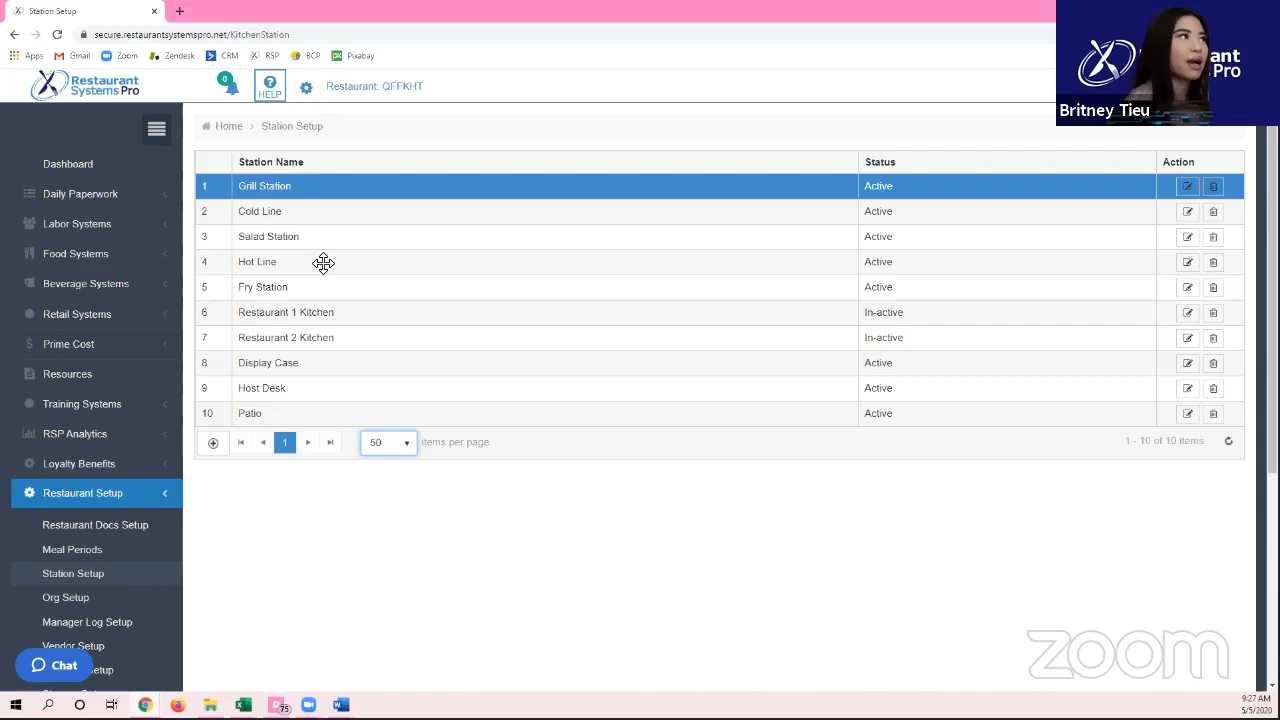 Station Setup
secure.restaurantsystemspro.net/KitchenStation
Apps Gmail Zoom Zendesk CRM RSP BCP Pixabay
Restaurant Systems Pro
0
HELP
Restaurant: QFFKHT
Britney Tieu
Home > Station Setup
Dashboard
Daily Paperwork
Labor Systems
Food Systems
Beverage Systems
Retail Systems
Prime Cost
Resources
Training Systems
RSP Analytics
Loyalty Benefits
Restaurant Setup
Restaurant Docs Setup
Meal Periods
Station Setup
Org Setup
Manager Log Setup
Vendor Setup
Chat
Station Name Status Action
1 Grill Station Active
2 Cold Line Active
3 Salad Station Active
4 Hot Line Active
5 Fry Station Active
6 Restaurant 1 Kitchen In-active
7 Restaurant 2 Kitchen In-active
8 Display Case Active
9 Host Desk Active
10 Patio Active
1 50 items per page 1 - 10 of 10 items
zoom
75
9:27 AM
5/5/2020